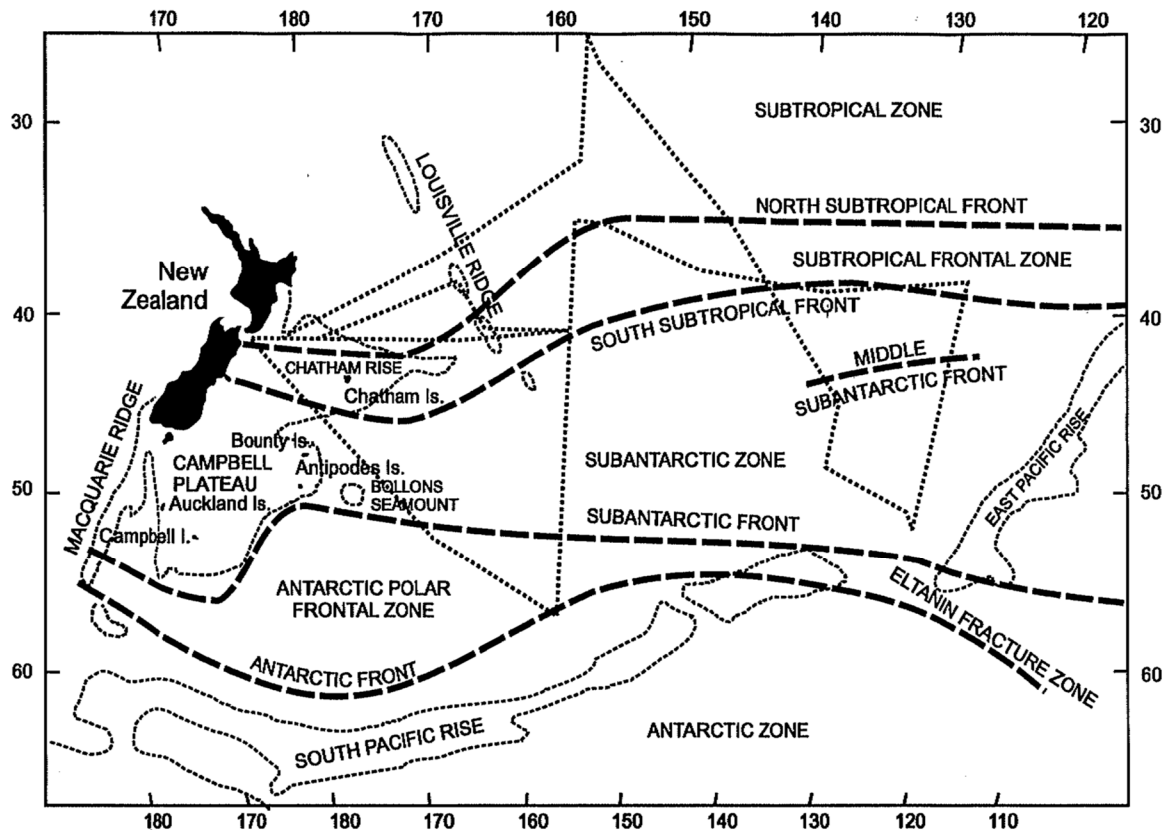 170 180 170 160 150 140 130 120
30
SUBTROPICAL ZONE
30
LOUISVILLE RIDGE
NORTH SUBTROPICAL FRONT
New
Zealand
SUBTROPICAL FRONTAL ZONE
40
SOUTH SUBTROPICAL FRONT
40
MIDDLE
SUBANTARCTIC FRONT
CHATHAM RISE
Chatham Is.
MACQUARIE RIDGE
Bounty Is.
CAMPBELL
PLATEAU
Antipodes Is.
SUBANTARCTIC ZONE
EAST PACIFIC RISE
50
Auckland Is.
BOLLONS
SEAMOUNT
50
SUBANTARCTIC FRONT
Campbell I.
ANTARCTIC POLAR
FRONTAL ZONE
ELTANIN FRACTURE ZONE
60
ANTARCTIC FRONT
60
SOUTH PACIFIC RISE
ANTARCTIC ZONE
180 170 180 170 160 150 140 130 120 110